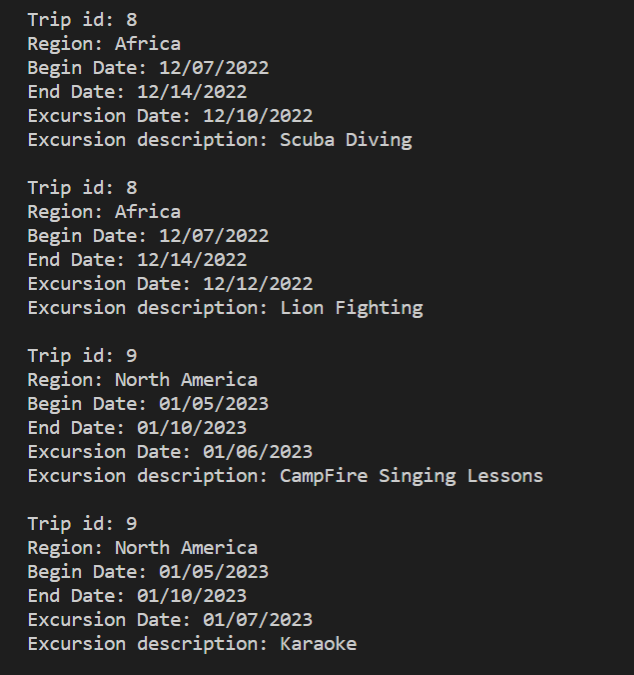 Trip id: 8
Region: Africa
Begin Date: 12/07/2022
End Date: 12/14/2022
Excursion Date: 12/10/2022
Excursion description: Scuba Diving

Trip id: 8
Region: Africa
Begin Date: 12/07/2022
End Date: 12/14/2022
Excursion Date: 12/12/2022
Excursion description: Lion Fighting

Trip id: 9
Region: North America
Begin Date: 01/05/2023
End Date: 01/10/2023
Excursion Date: 01/06/2023
Excursion description: CampFire Singing Lessons

Trip id: 9
Region: North America
Begin Date: 01/05/2023
End Date: 01/10/2023
Excursion Date: 01/07/2023
Excursion description: Karaoke